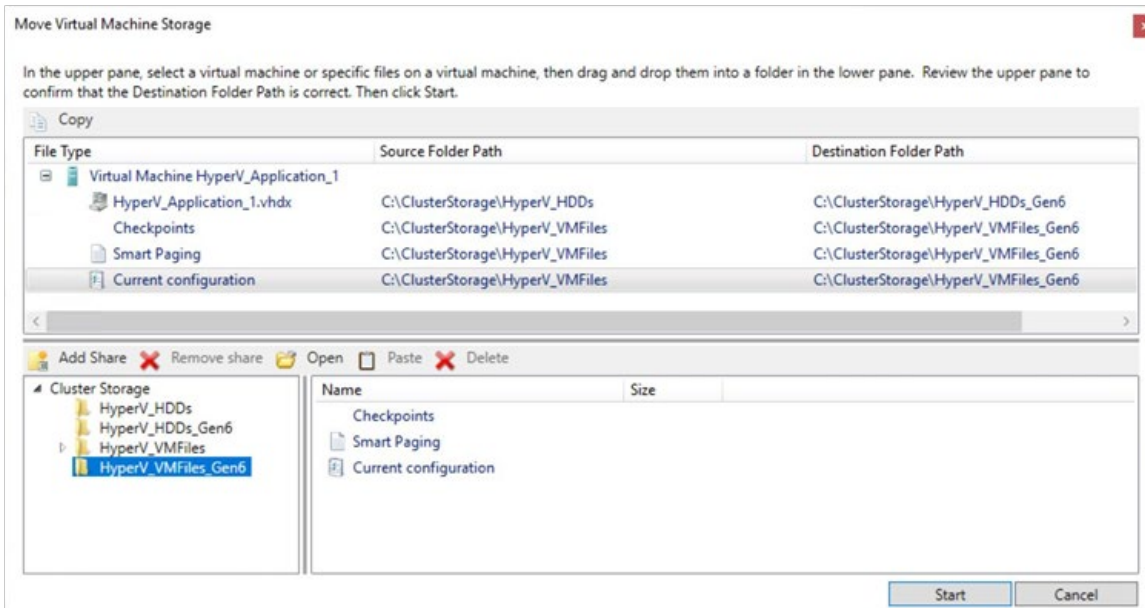 Move Virtual Machine Storage
In the upper pane, select a virtual machine or specific files on a virtual machine, then drag and drop them into a folder in the lower pane. Review the upper pane to
confirm that the Destination Folder Path is correct. Then click Start.
Copy
File Type Source Folder Path Destination Folder Path
Virtual Machine HyperV_Application_1
HyperV_Application_1.vhdx C:\ClusterStorage\HyperV_HDDs C:\ClusterStorage\HyperV_HDDs_Gen6
Checkpoints C:\ClusterStorage\HyperV_VMFiles C:\ClusterStorage\HyperV_VMFiles_Gen6
Smart Paging C:\ClusterStorage\HyperV_VMFiles C:\ClusterStorage\HyperV_VMFiles_Gen6
Current configuration C:\ClusterStorage\HyperV_VMFiles C:\ClusterStorage\HyperV_VMFiles_Gen6
Add Share Remove share Open Paste Delete
Cluster Storage
HyperV_HDDs
HyperV_HDDs_Gen6
HyperV_VMFiles
HyperV_VMFiles_Gen6
Name Size
Checkpoints
Smart Paging
Current configuration
Start Cancel